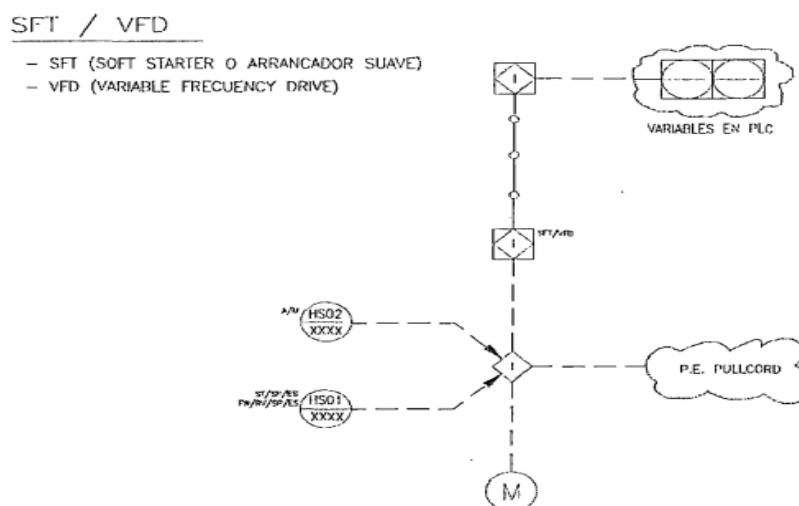 SFT / VFD
- SFT (SOFT STARTER O ARRANCADOR SUAVE)
- VFD (VARIABLE FRECUENCY DRIVE)
I
VARIABLES EN PLC
I
SFT/VFD
A/M
HS02
XXXX
I
P.E. PULLCORD
ST/SP/ES
FW/RV/SP/ES
HS01
XXXX
M